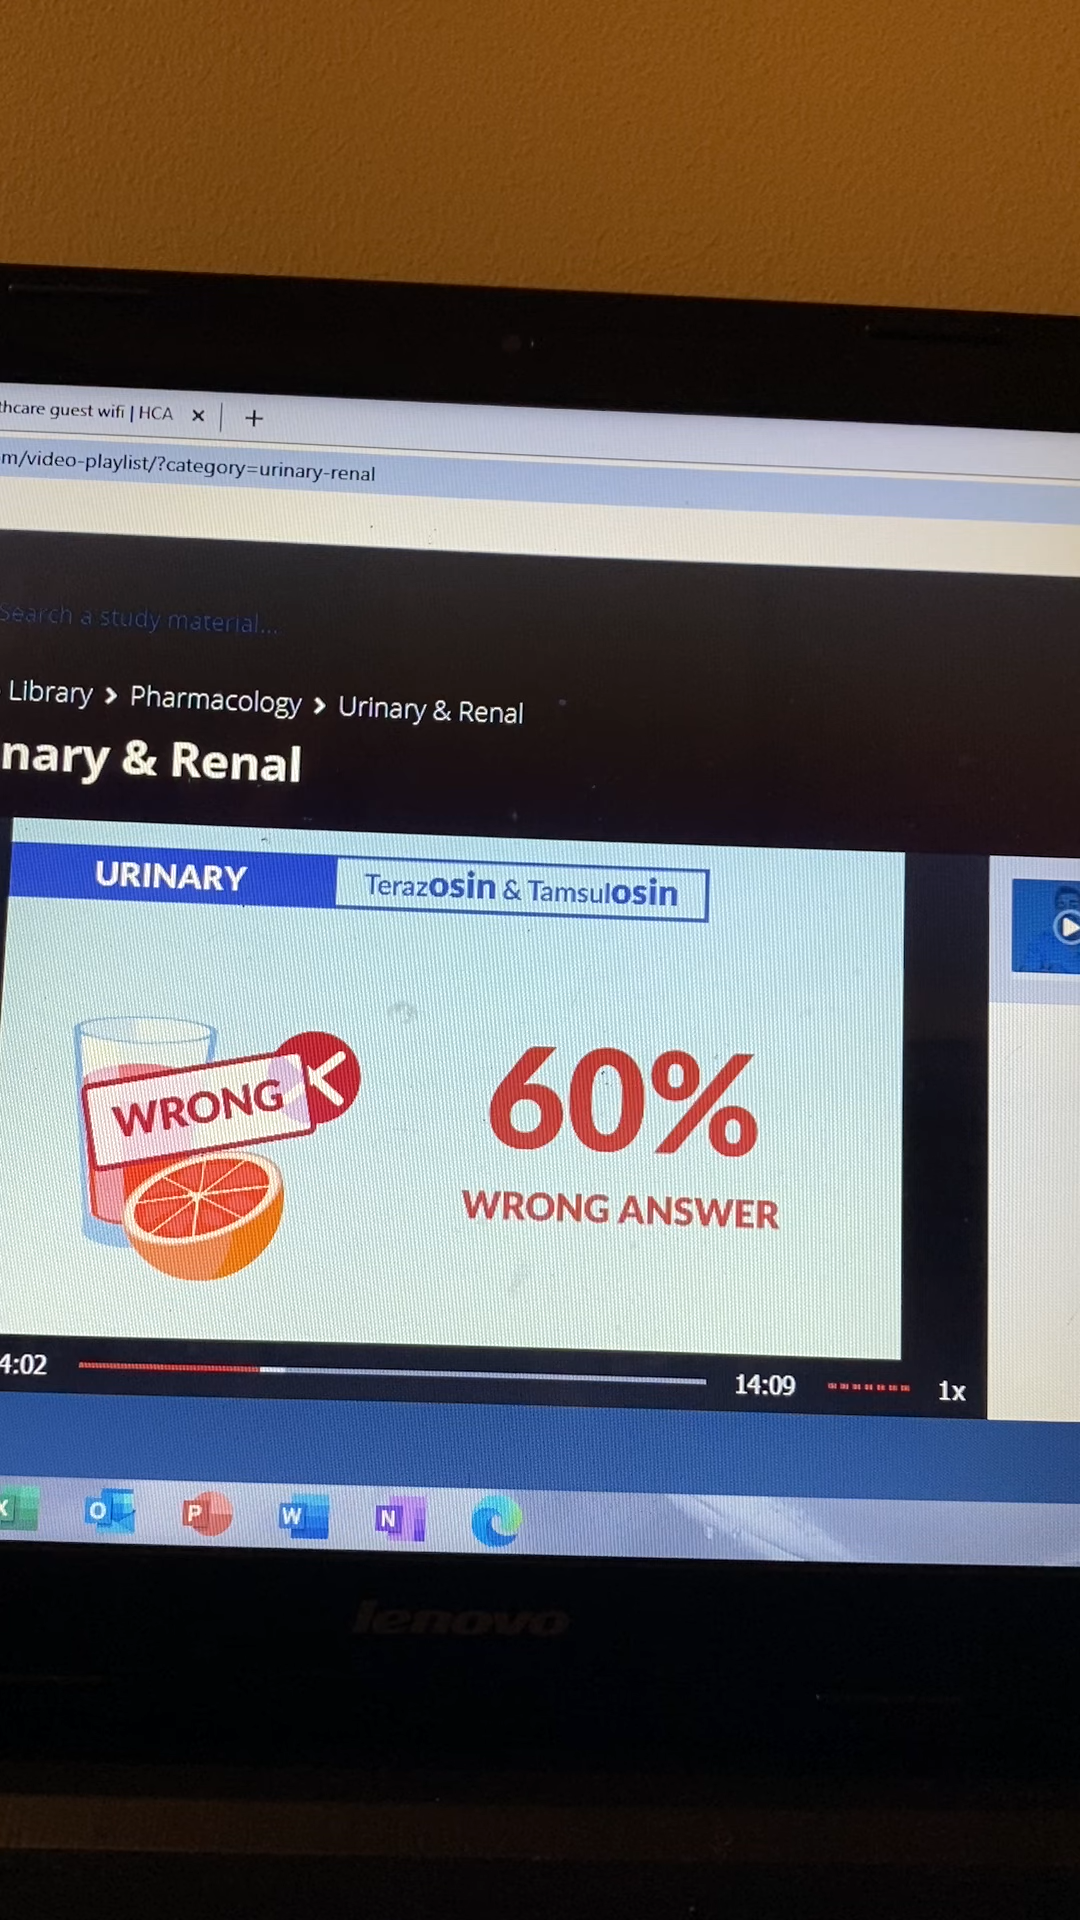 thcare guest wifi | HCA
m/video-playlist/?category=urinary-renal
Search a study material...
Library > Pharmacology > Urinary & Renal
nary & Renal
URINARY
Terazosin & Tamsulosin
WRONG
60%
WRONG ANSWER
4:02
14:09
1x
X
O
P
W
N
lenovo